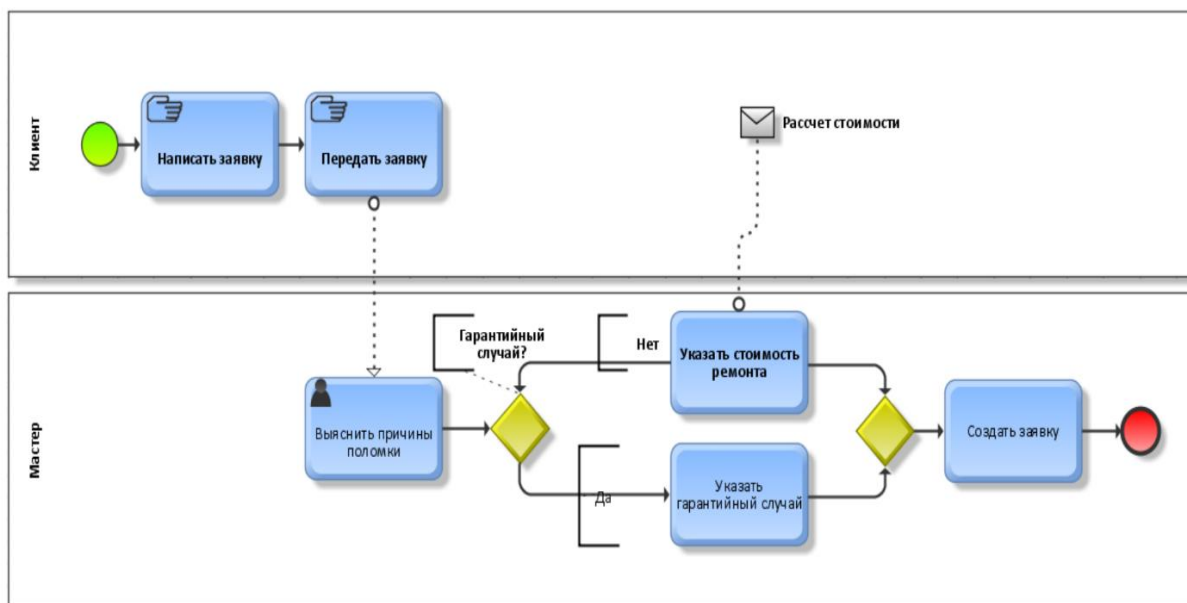 Клиент
Написать заявку
Передать заявку
Рассчет стоимости
Мастер
Гарантийный
случай?
Нет
Указать стоимость
ремонта
Выяснить причины
поломки
Создать заявку
Да
Указать
гарантийный случай